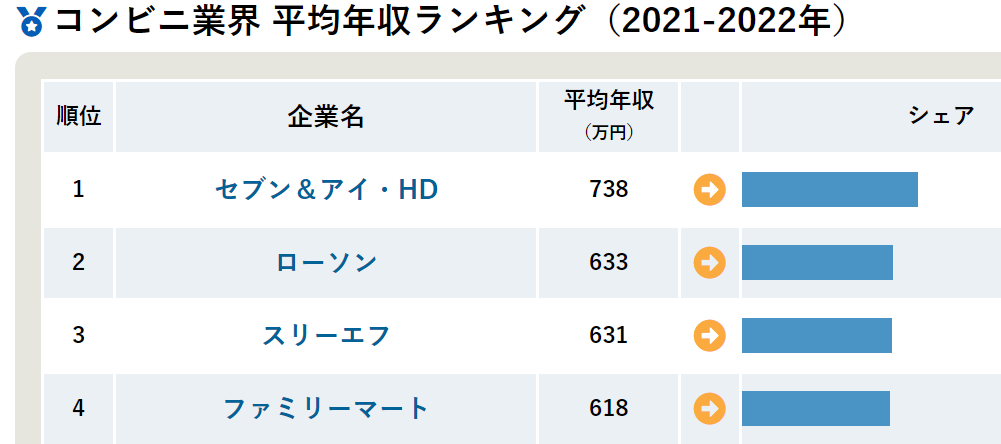 コンビニ業界 平均年収ランキング（2021-2022年）
順位 企業名 平均年収（万円） シェア
1 セブン＆アイ・HD 738
2 ローソン 633
3 スリーエフ 631
4 ファミリーマート 618